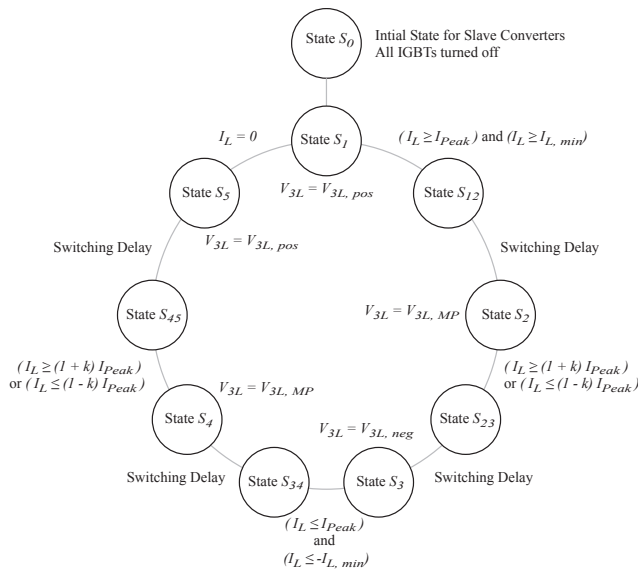 State S0
Intial State for Slave Converters
All IGBTs turned off
IL = 0
State S1
( IL ≥ IPeak ) and (IL ≥ IL, min)
V3L = V3L, pos
State S5
State S12
V3L = V3L, pos
Switching Delay
Switching Delay
State S45
V3L = V3L, MP
State S2
( IL ≥ (1 + k) IPeak )
or ( IL ≤ (1 - k) IPeak)
( IL ≥ (1 + k) IPeak )
or ( IL ≤ (1 - k) IPeak )
V3L = V3L, MP
State S4
State S23
V3L = V3L, neg
Switching Delay
State S34
State S3
Switching Delay
( IL ≤ IPeak )
and
(IL ≤ -IL, min)